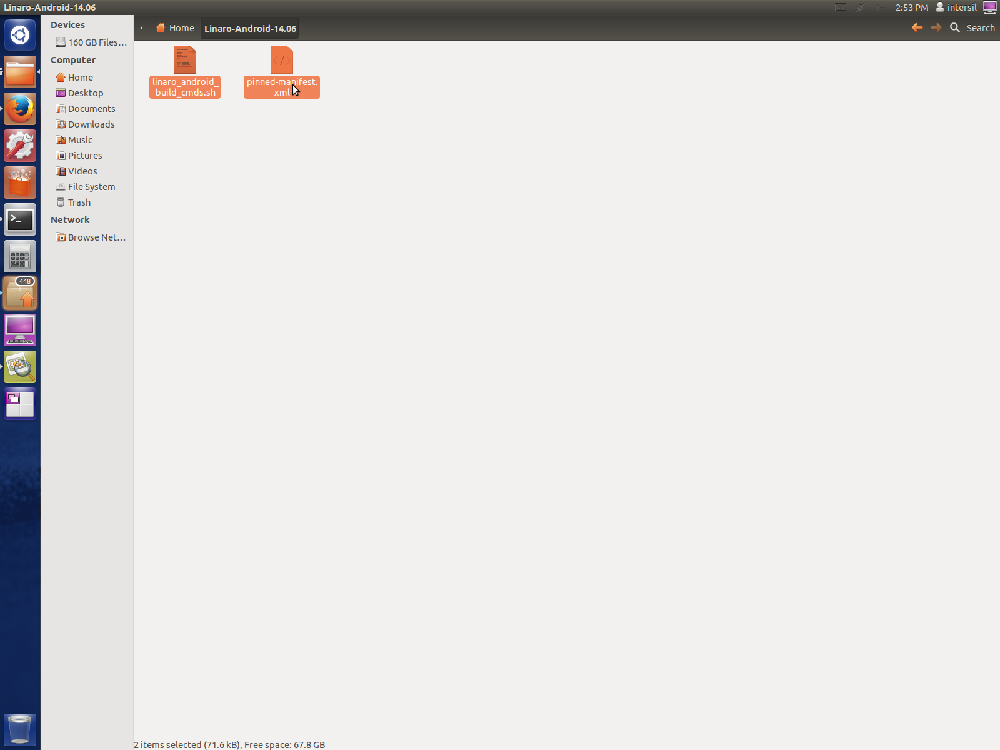 Linaro-Android-14.06
2:53 PM
intersil
Home
Linaro-Android-14.06
Search
Devices
160 GB Files...
Computer
Home
Desktop
Documents
Downloads
Music
Pictures
Videos
File System
Trash
Network
Browse Net...
linaro_android_
build_cmds.sh
pinned-manifest.
xml
448
2 items selected (71.6 kB), Free space: 67.8 GB